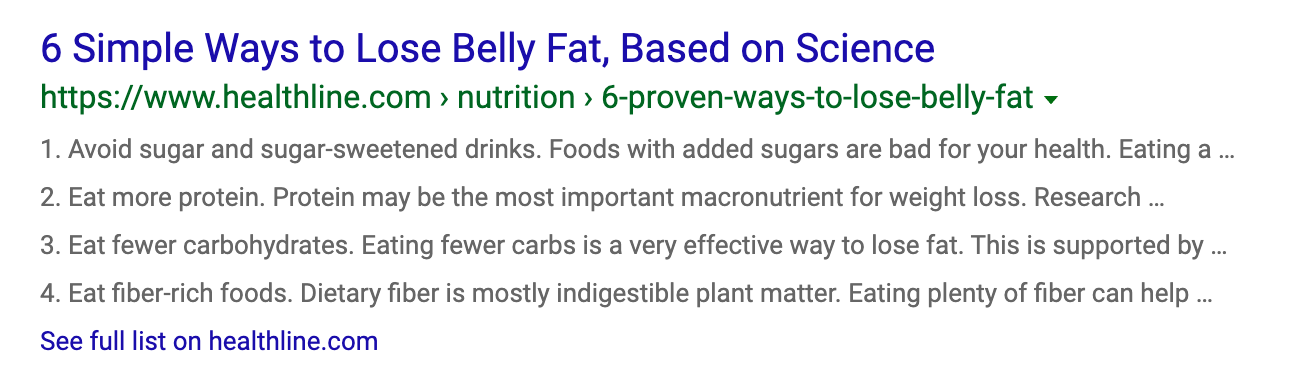 6 Simple Ways to Lose Belly Fat, Based on Science
https://www.healthline.com › nutrition › 6-proven-ways-to-lose-belly-fat
1. Avoid sugar and sugar-sweetened drinks. Foods with added sugars are bad for your health. Eating a ...
2. Eat more protein. Protein may be the most important macronutrient for weight loss. Research ...
3. Eat fewer carbohydrates. Eating fewer carbs is a very effective way to lose fat. This is supported by ...
4. Eat fiber-rich foods. Dietary fiber is mostly indigestible plant matter. Eating plenty of fiber can help ...
See full list on healthline.com